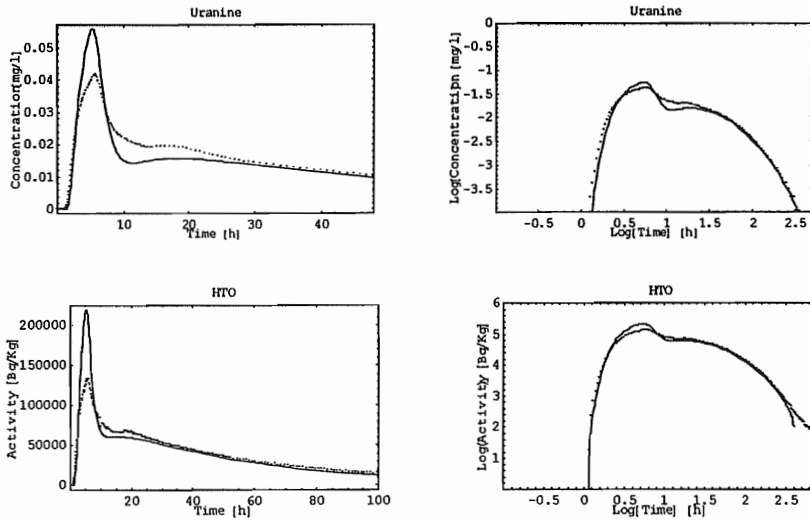 Uranine
0.05
0.04
0.03
0.02
0.01
0
Concentration[mg/l]
10 20 30 40
Time [h]
Uranine
0
-1
-1.5
-2
-2.5
-3
-3.5
Log[Concentratipn [mg/l]
-0.5 0 0.5 1 1.5 2 2.5
Log[Time] [h]
HTO
200000
150000
100000
50000
0
Activity [Bq/Kg]
20 40 60 80 100
Time [h]
HTO
6
5
4
3
2
1
Log[Activity [Bq/Kg]
-0.5 0 0.5 1 1.5 2 2.5
Log[Time] [h]